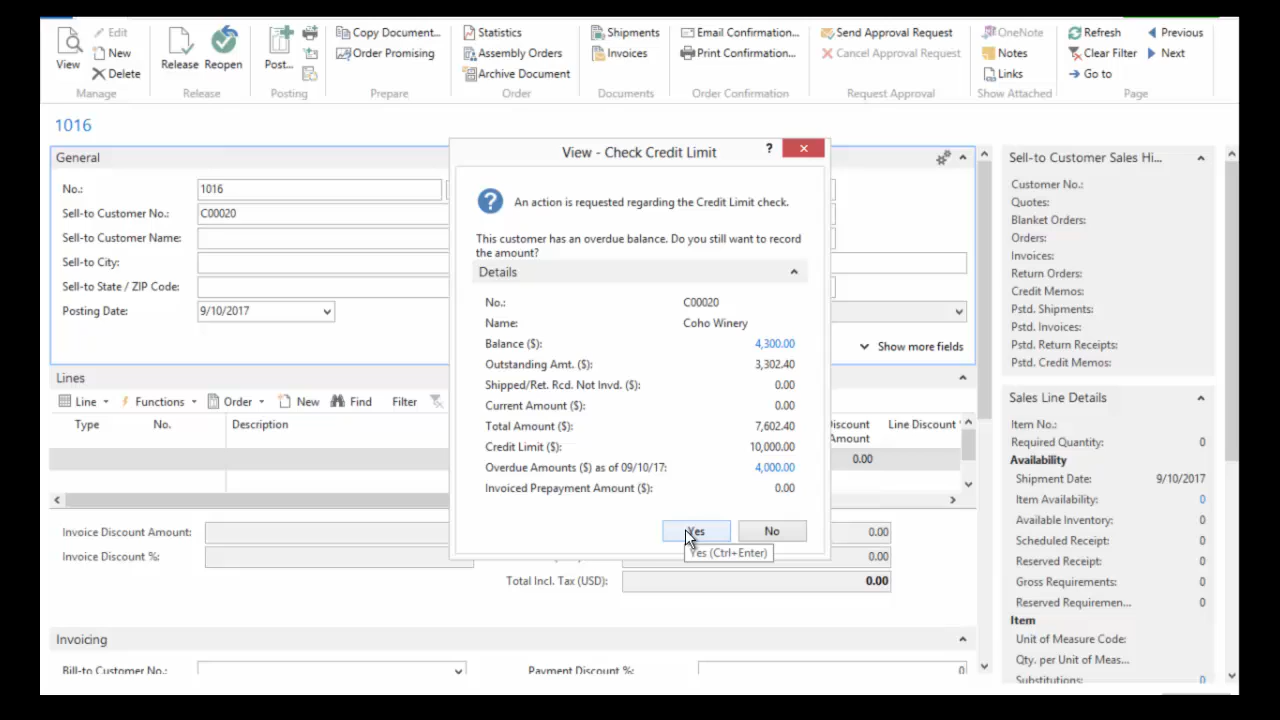 Edit
New
Delete
View
Manage
Release
Reopen
Release
Post...
Posting
Copy Document...
Order Promising
Prepare
Statistics
Assembly Orders
Archive Document
Order
Shipments
Invoices
Documents
Email Confirmation...
Print Confirmation...
Order Confirmation
Send Approval Request
Cancel Approval Request
Request Approval
OneNote
Notes
Links
Show Attached
Refresh
Clear Filter
Go to
Previous
Next
Page
1016
General
No.: 1016
Sell-to Customer No.: C00020
Sell-to Customer Name:
Sell-to City:
Sell-to State / ZIP Code:
Posting Date: 9/10/2017
Show more fields
Lines
Line Functions Order New Find Filter
Type No. Description
Discount
Amount
Line Discount
0.00
Invoice Discount Amount:
0.00
Invoice Discount %:
0.00
Total Incl. Tax (USD): 0.00
Invoicing
Bill-to Customer No.:
Payment Discount %: 0
View - Check Credit Limit
?
An action is requested regarding the Credit Limit check.
This customer has an overdue balance. Do you still want to record
the amount?
Details
No.: C00020
Name: Coho Winery
Balance ($): 4,300.00
Outstanding Amt. ($): 3,302.40
Shipped/Ret. Rcd. Not Invd. ($): 0.00
Current Amount ($): 0.00
Total Amount ($): 7,602.40
Credit Limit ($): 10,000.00
Overdue Amounts ($) as of 09/10/17: 4,000.00
Invoiced Prepayment Amount ($): 0.00
Yes No
Yes (Ctrl+Enter)
Sell-to Customer Sales Hi...
Customer No.:
Quotes:
Blanket Orders:
Orders:
Invoices:
Return Orders:
Credit Memos:
Pstd. Shipments:
Pstd. Invoices:
Pstd. Return Receipts:
Pstd. Credit Memos:
Sales Line Details
Item No.:
Required Quantity: 0
Availability
Shipment Date: 9/10/2017
Item Availability: 0
Available Inventory: 0
Scheduled Receipt: 0
Reserved Receipt: 0
Gross Requirements: 0
Reserved Requiremen... 0
Item
Unit of Measure Code:
Qty. per Unit of Meas... 0
Substitutions: 0